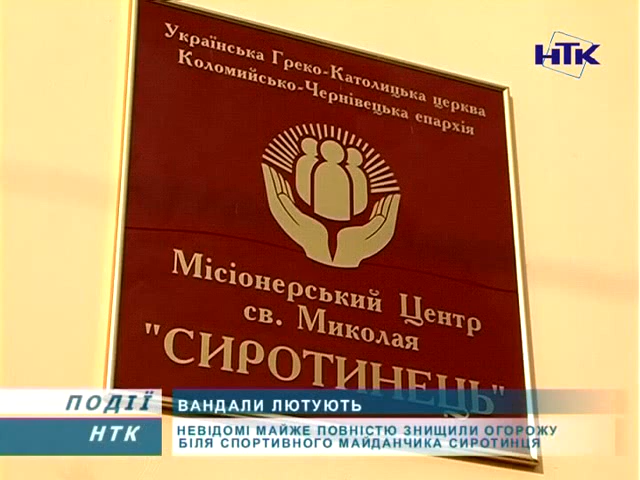 НТК
Українська Греко-Католицька церква
Коломийсько-Чернівецька епархія
Місіонерський Центр
св. Миколая
"СИРОТИНЕЦЬ"
ПОДІЇ
НТК
ВАНДАЛИ ЛЮТУЮТЬ
НЕВІДОМІ МАЙЖЕ ПОВНІСТЮ ЗНИЩИЛИ ОГОРОЖУ
БІЛЯ СПОРТИВНОГО МАЙДАНЧИКА СИРОТИНЦЯ